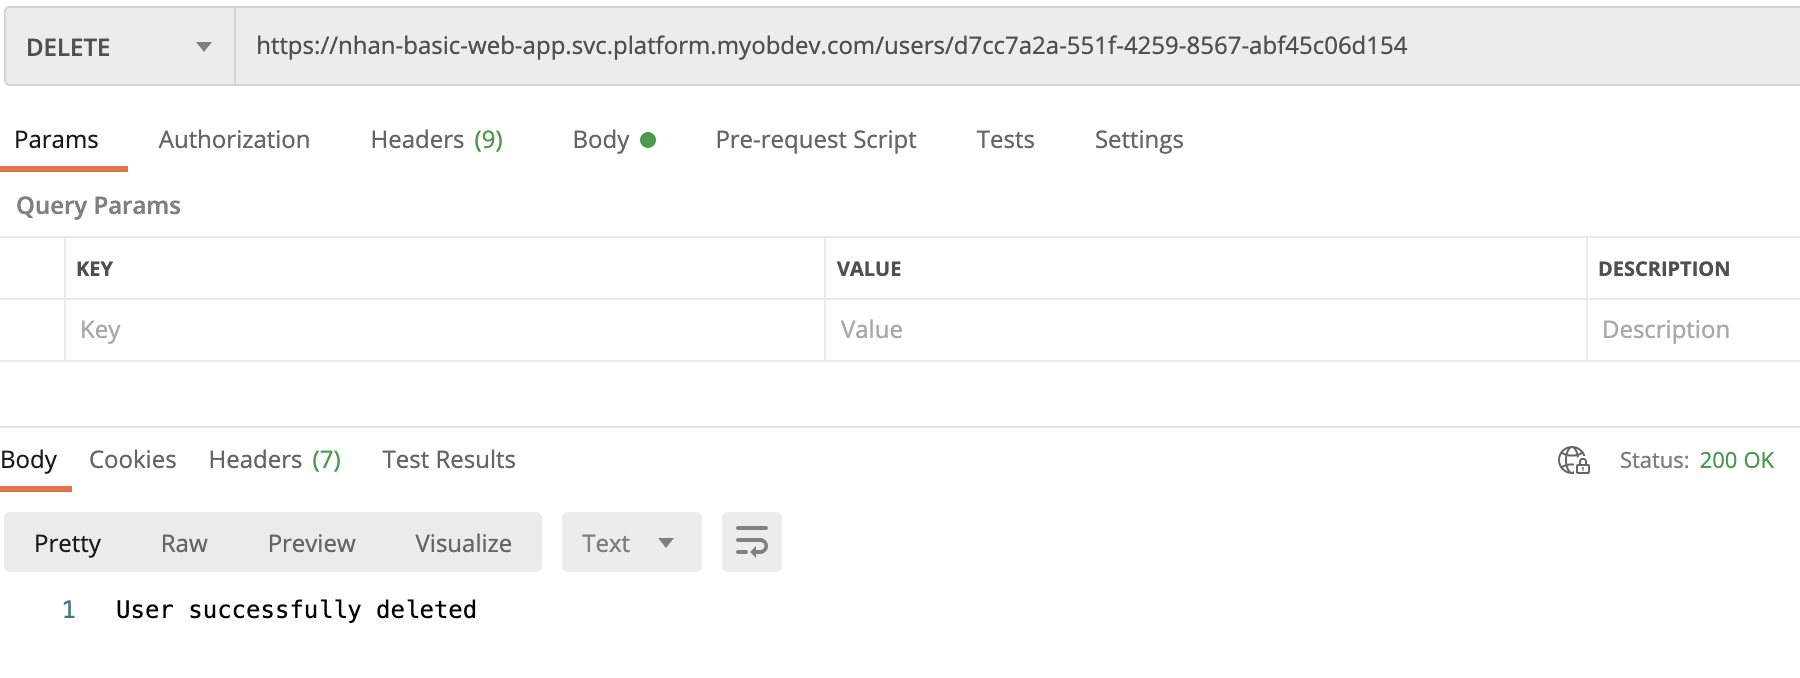 DELETE https://nhan-basic-web-app.svc.platform.myobdev.com/users/d7cc7a2a-551f-4259-8567-abf45c06d154
Params Authorization Headers (9) Body Pre-request Script Tests Settings
Query Params
KEY VALUE DESCRIPTION
Key Value Description
Body Cookies Headers (7) Test Results Status: 200 OK
Pretty Raw Preview Visualize Text
1 User successfully deleted